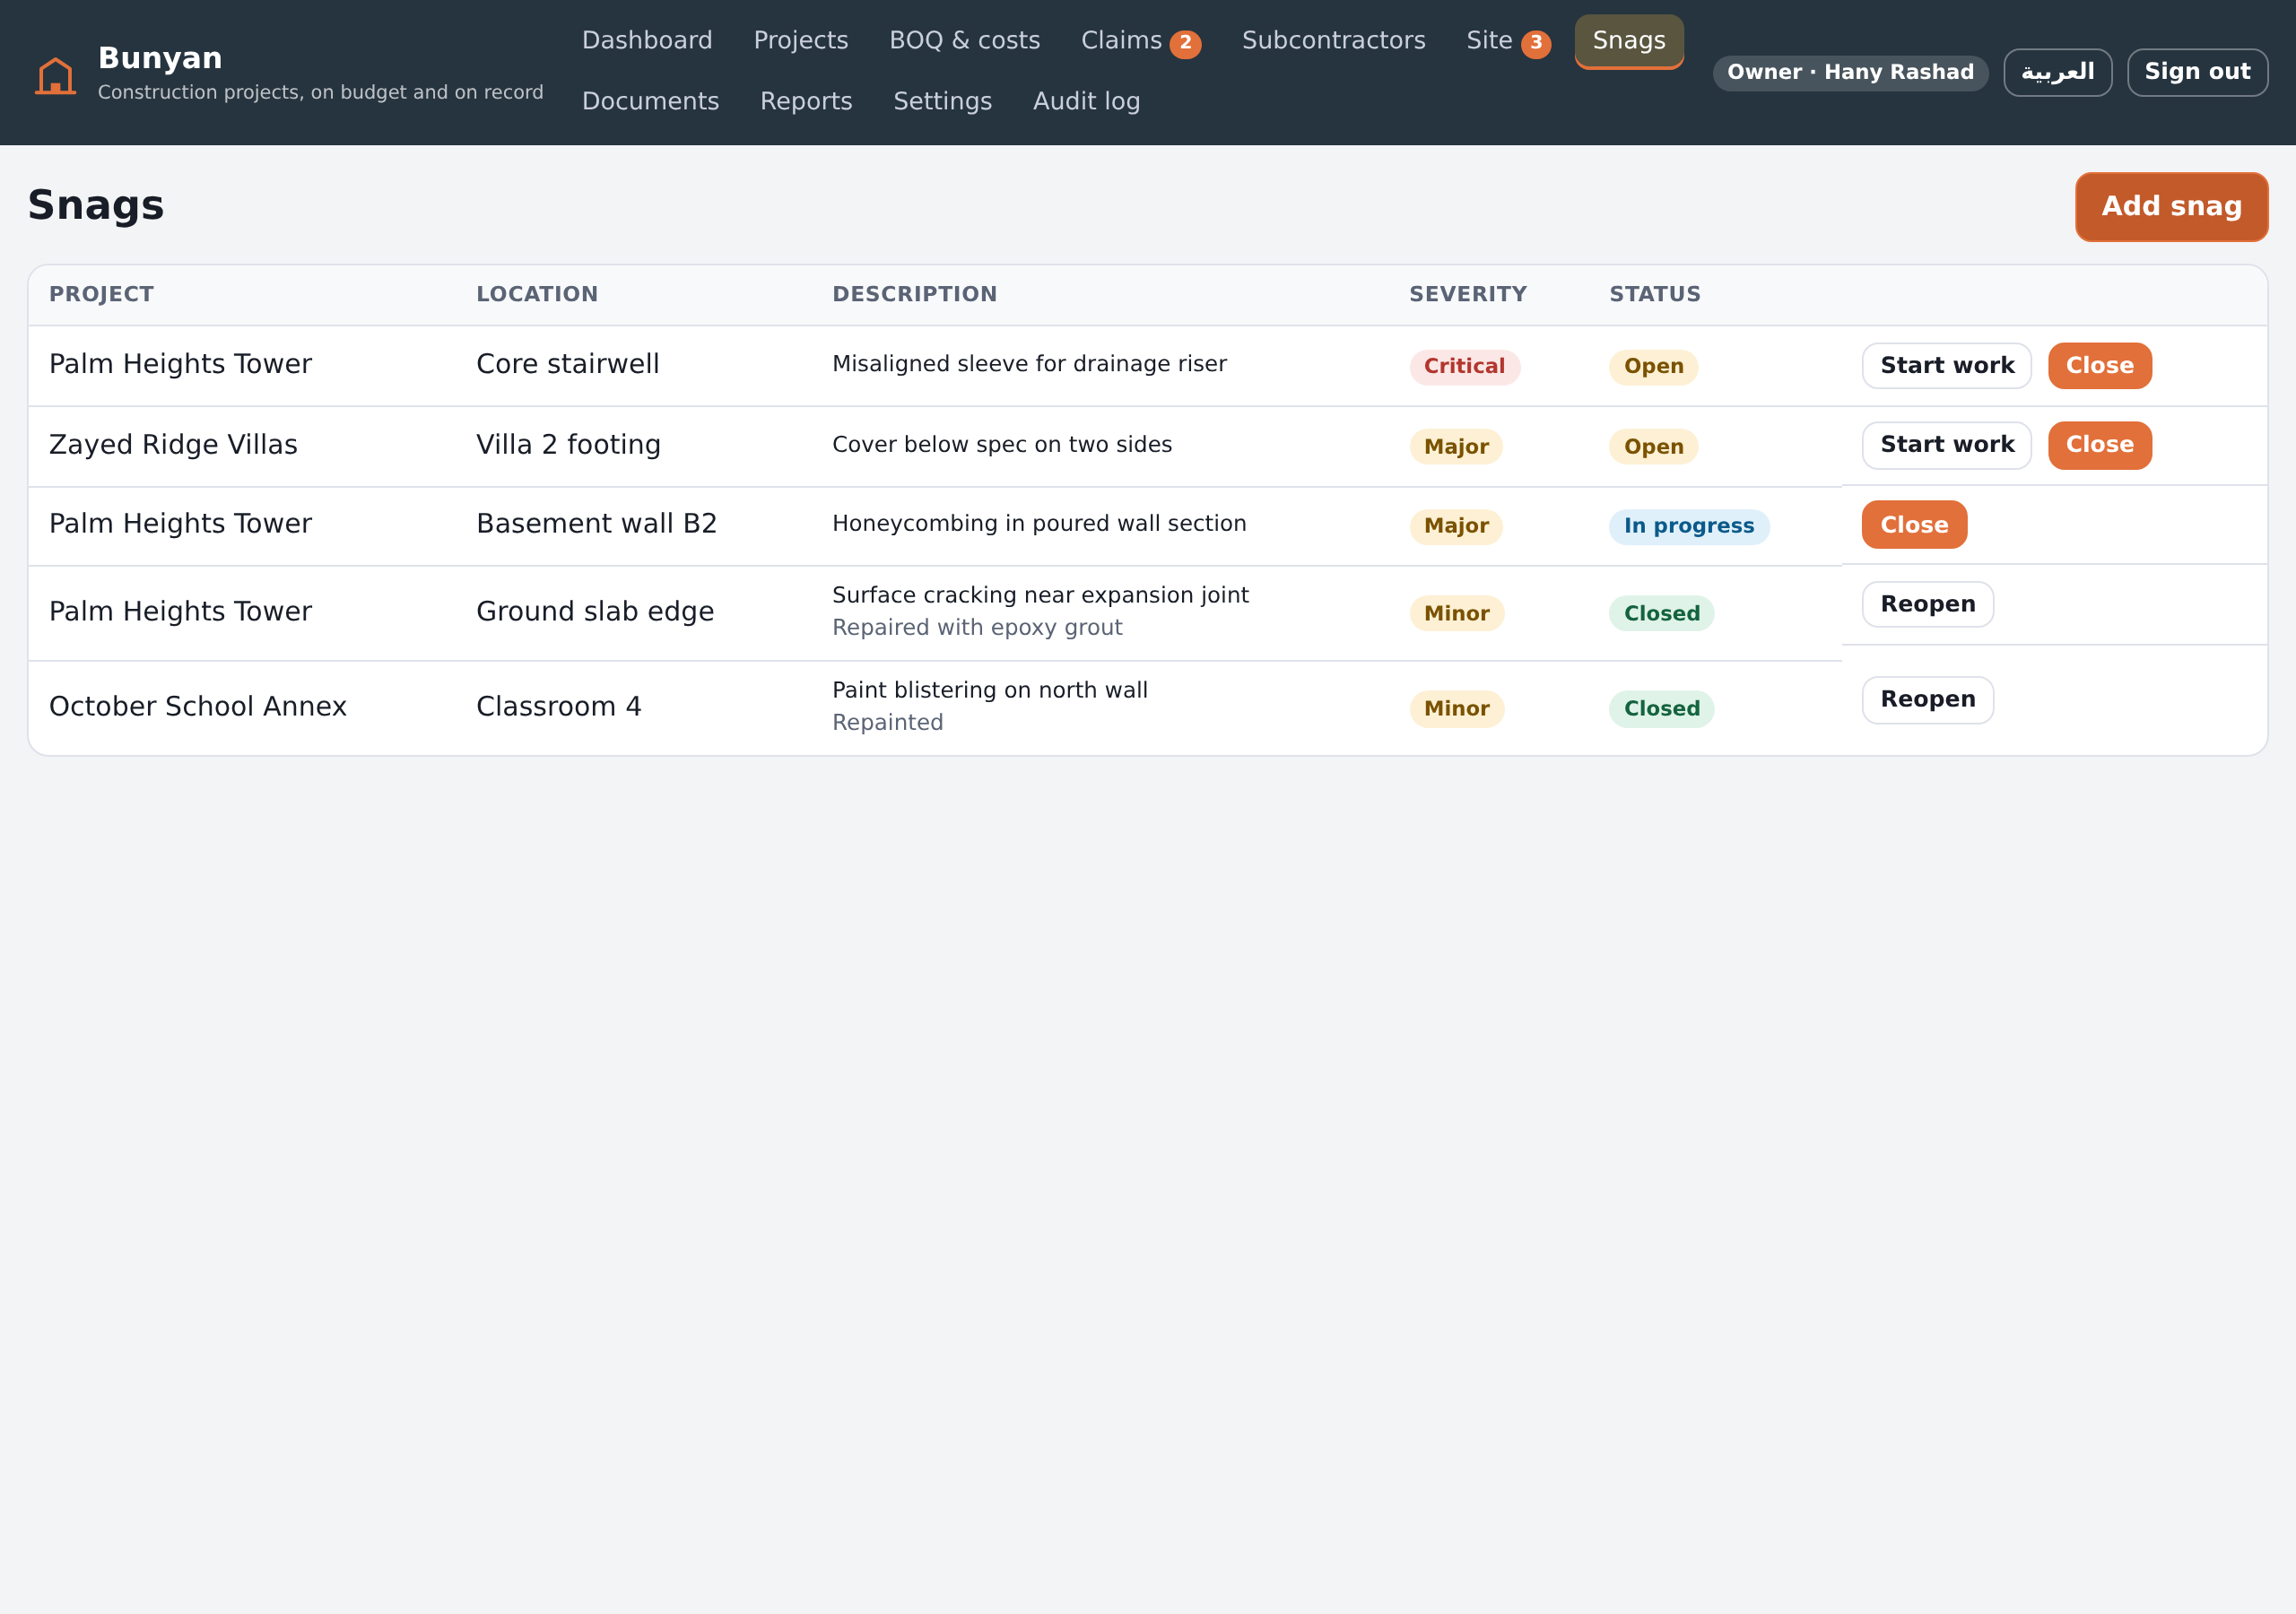 Bunyan
Construction projects, on budget and on record
Dashboard Projects BOQ & costs Claims 2 Subcontractors Site 3 Snags
Documents Reports Settings Audit log
Owner · Hany Rashad العربية Sign out
Snags Add snag
PROJECT LOCATION DESCRIPTION SEVERITY STATUS
Palm Heights Tower Core stairwell Misaligned sleeve for drainage riser Critical Open Start work Close
Zayed Ridge Villas Villa 2 footing Cover below spec on two sides Major Open Start work Close
Palm Heights Tower Basement wall B2 Honeycombing in poured wall section Major In progress Close
Palm Heights Tower Ground slab edge Surface cracking near expansion joint Minor Closed Reopen
Repaired with epoxy grout
October School Annex Classroom 4 Paint blistering on north wall Minor Closed Reopen
Repainted